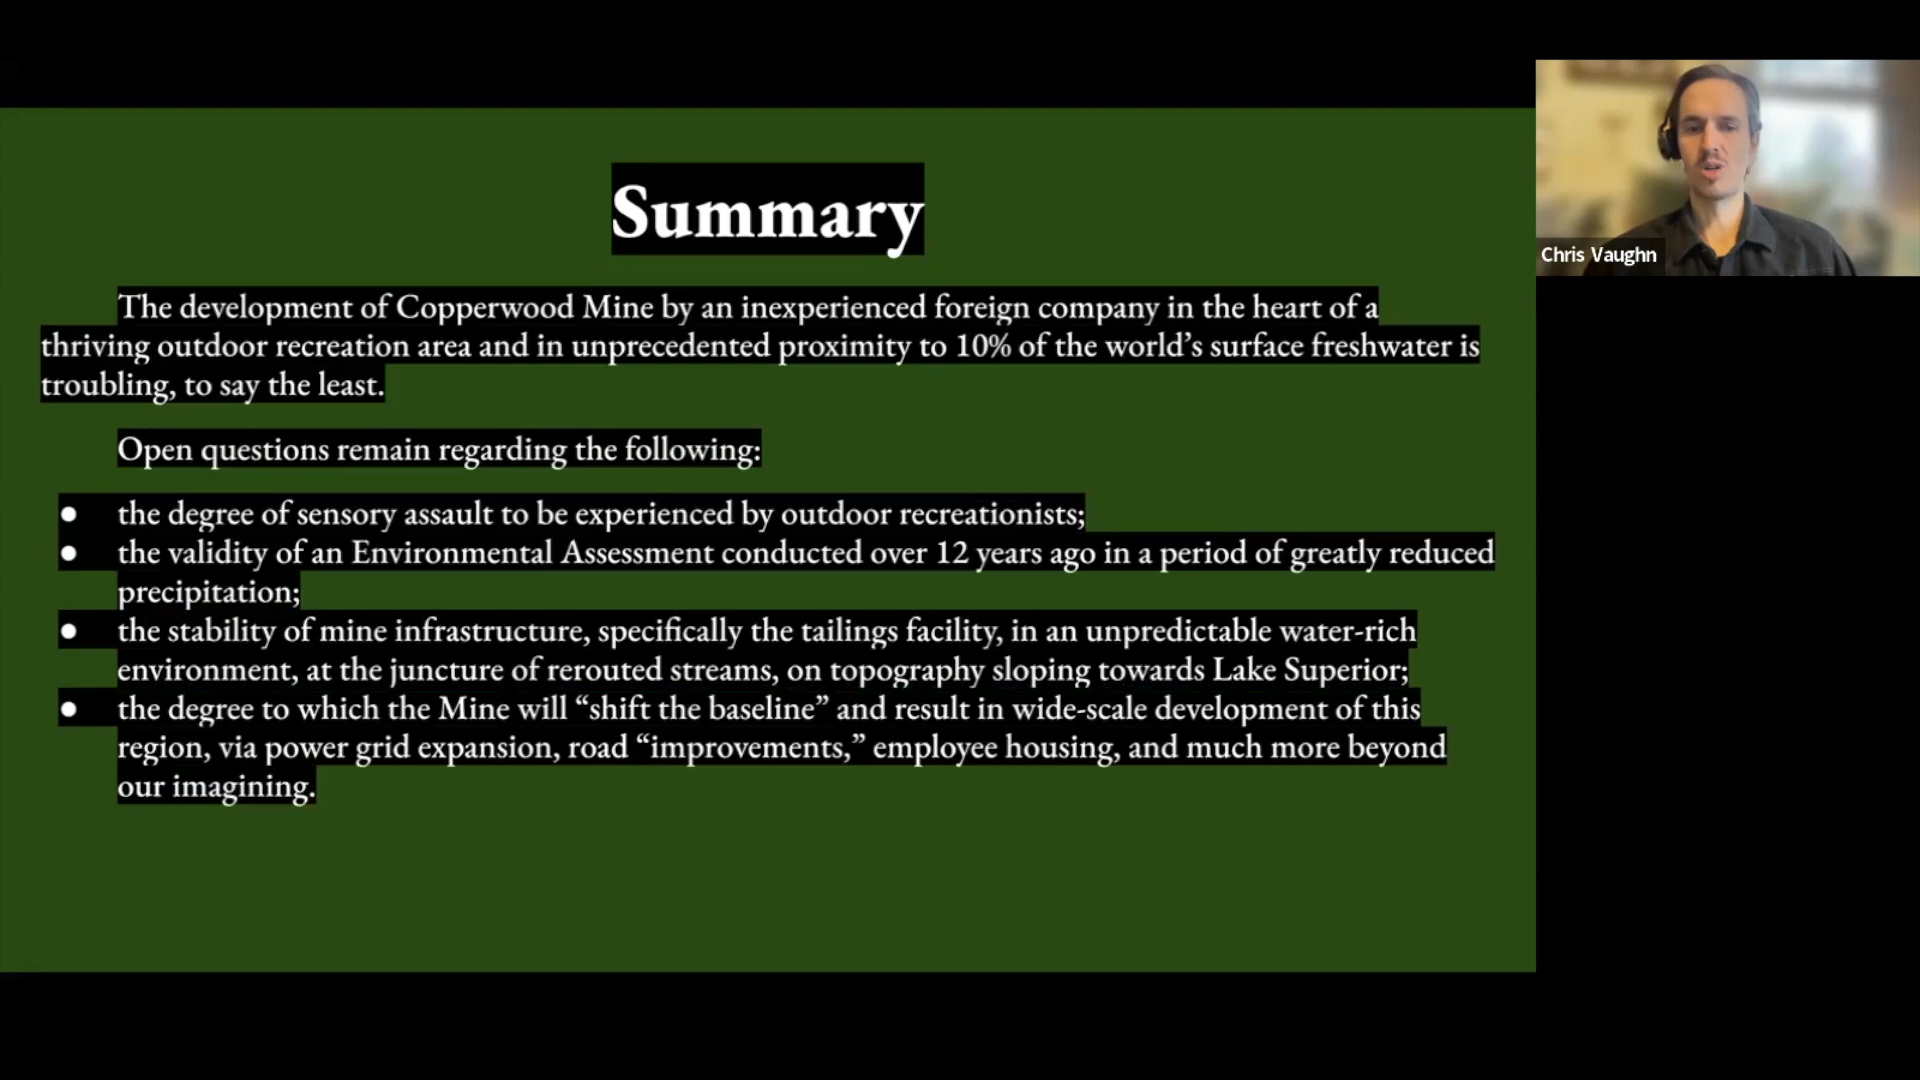 Summary
The development of Copperwood Mine by an inexperienced foreign company in the heart of a
thriving outdoor recreation area and in unprecedented proximity to 10% of the world’s surface freshwater is
troubling, to say the least.
Open questions remain regarding the following:
● the degree of sensory assault to be experienced by outdoor recreationists;
● the validity of an Environmental Assessment conducted over 12 years ago in a period of greatly reduced
precipitation;
● the stability of mine infrastructure, specifically the tailings facility, in an unpredictable water-rich
environment, at the juncture of rerouted streams, on topography sloping towards Lake Superior;
● the degree to which the Mine will “shift the baseline” and result in wide-scale development of this
region, via power grid expansion, road “improvements,” employee housing, and much more beyond
our imagining.
Chris Vaughn